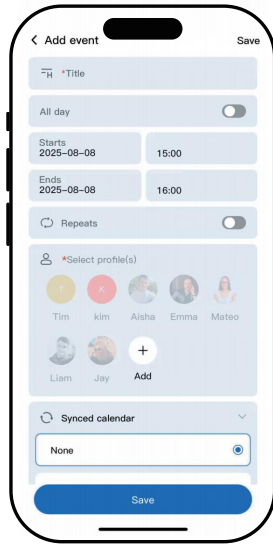 Add event Save
*Title
All day
Starts
2025-08-08 15:00
Ends
2025-08-08 16:00
Repeats
*Select profile(s)
T K
Tim kim Aisha Emma Mateo
Liam Jay Add
Synced calendar
None
Save